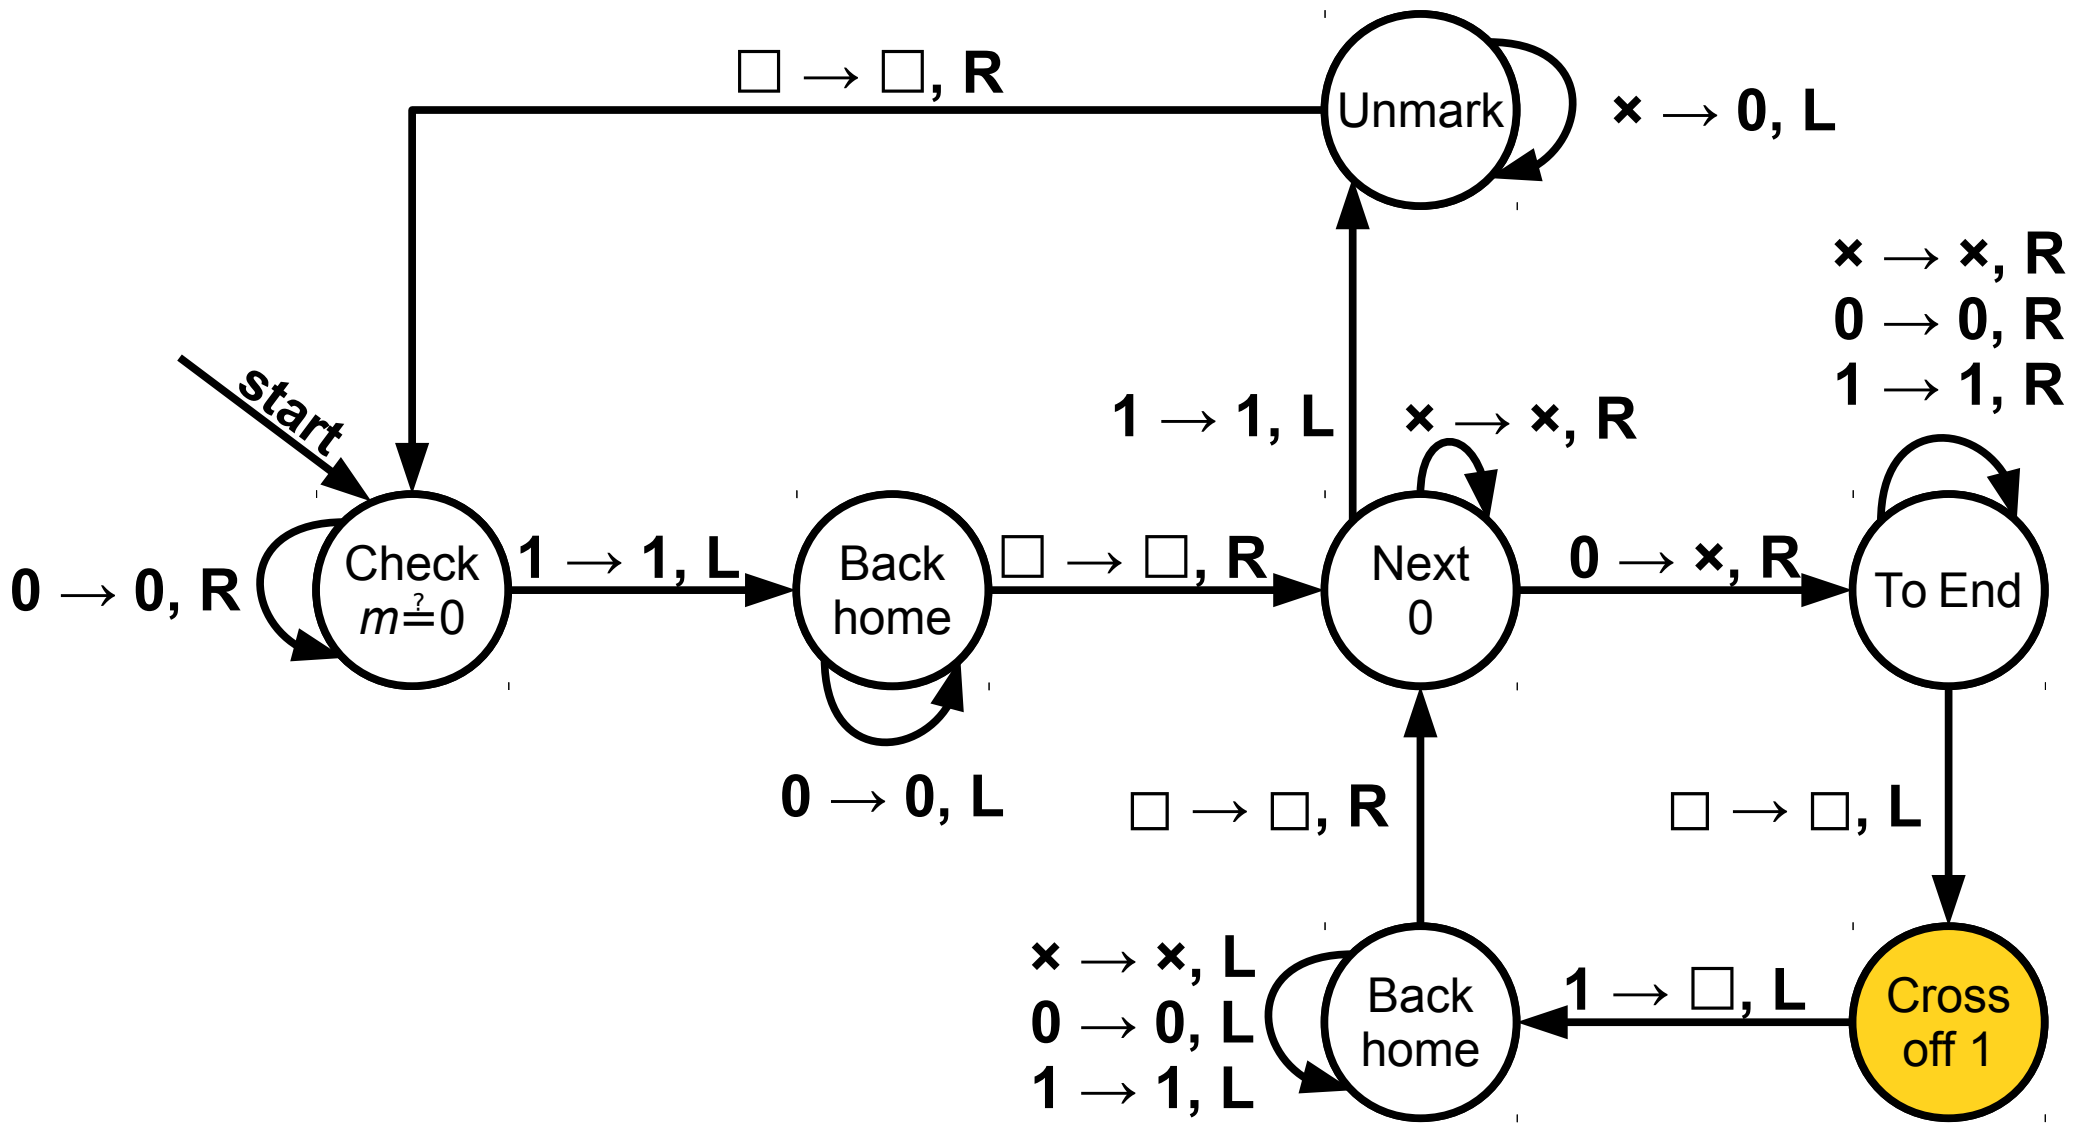 □ → □, R
Unmark
× → 0, L
× → ×, R
0 → 0, R
1 → 1, R
start
1 → 1, L
× → ×, R
0 → 0, R
Check
m≟0
1 → 1, L
Back
home
□ → □, R
Next
0
0 → ×, R
To End
0 → 0, L
□ → □, R
□ → □, L
× → ×, L
0 → 0, L
1 → 1, L
Back
home
1 → □, L
Cross
off 1